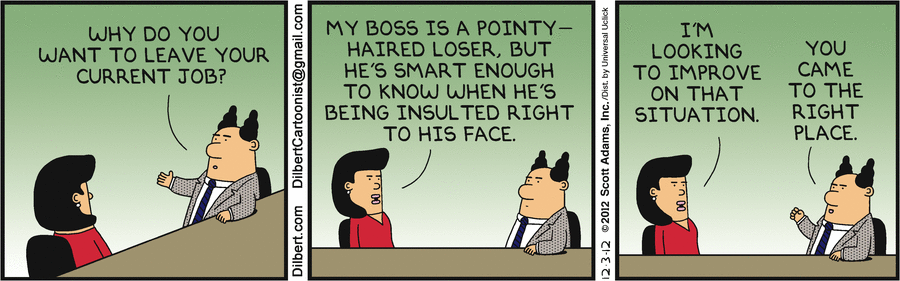 WHY DO YOU
WANT TO LEAVE YOUR
CURRENT JOB?
Dilbert.com DilbertCartoonist@gmail.com
MY BOSS IS A POINTY-
HAIRED LOSER, BUT
HE'S SMART ENOUGH
TO KNOW WHEN HE'S
BEING INSULTED RIGHT
TO HIS FACE.
12-3-12 ©2012 Scott Adams, Inc. /Dist. by Universal Uclick
I'M
LOOKING
TO IMPROVE
ON THAT
SITUATION.
YOU
CAME
TO THE
RIGHT
PLACE.